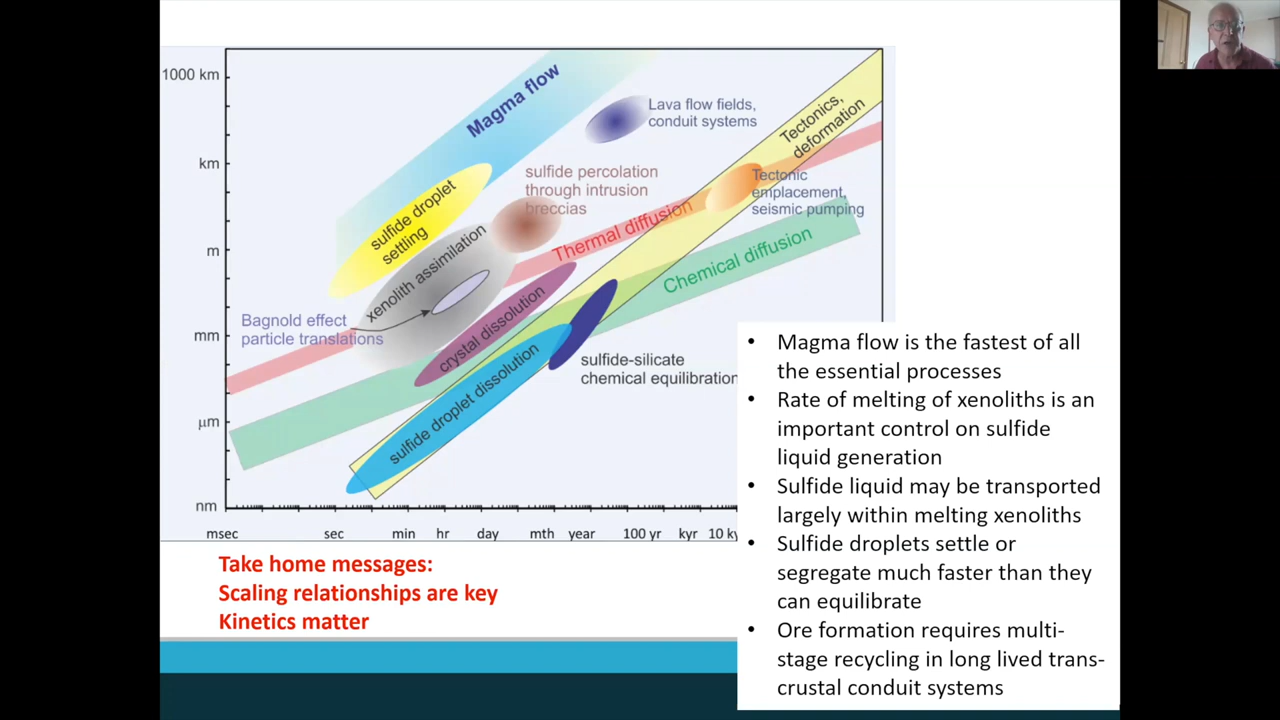 1000 km
km
m
mm
μm
nm
Magma flow
Lava flow fields,
conduit systems
Tectonics,
deformation
sulfide droplet
settling
sulfide percolation
through intrusion
breccias
Tectonic
emplacement,
seismic pumping
xenolith assimilation
Thermal diffusion
Chemical diffusion
Bagnold effect
particle translations
crystal dissolution
sulfide droplet dissolution
sulfide-silicate
chemical equilibration
msec sec min hr day mth year 100 yr kyr 10 ky
Take home messages:
Scaling relationships are key
Kinetics matter
• Magma flow is the fastest of all
the essential processes
• Rate of melting of xenoliths is an
important control on sulfide
liquid generation
• Sulfide liquid may be transported
largely within melting xenoliths
• Sulfide droplets settle or
segregate much faster than they
can equilibrate
• Ore formation requires multi-
stage recycling in long lived trans-
crustal conduit systems